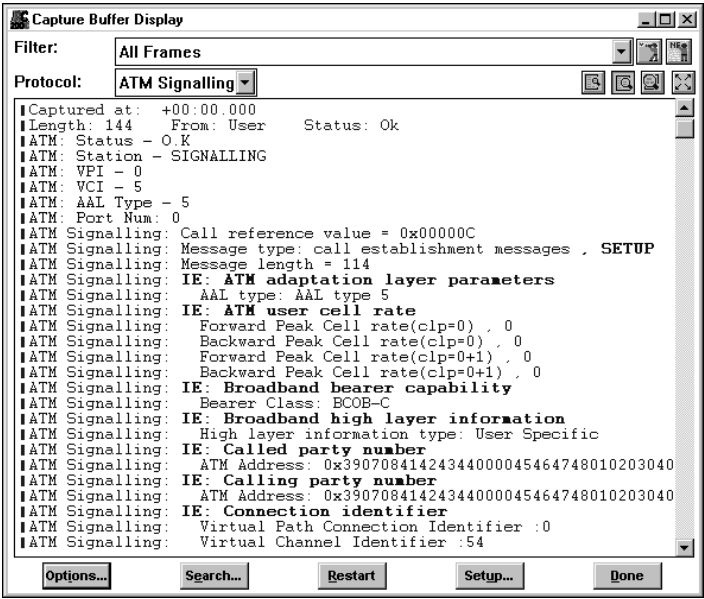 Capture Buffer Display
Filter: All Frames
Protocol: ATM Signalling
Captured at: +00:00.000
Length: 144 From: User Status: Ok
ATM: Status - O.K
ATM: Station - SIGNALLING
ATM: VPI - 0
ATM: VCI - 5
ATM: AAL Type - 5
ATM: Port Num: 0
ATM Signalling: Call reference value = 0x00000C
ATM Signalling: Message type: call establishment messages , SETUP
ATM Signalling: Message length = 114
ATM Signalling: IE: ATM adaptation layer parameters
ATM Signalling: AAL type: AAL type 5
ATM Signalling: IE: ATM user cell rate
ATM Signalling: Forward Peak Cell rate(clp=0) , 0
ATM Signalling: Backward Peak Cell rate(clp=0) , 0
ATM Signalling: Forward Peak Cell rate(clp=0+1) , 0
ATM Signalling: Backward Peak Cell rate(clp=0+1) , 0
ATM Signalling: IE: Broadband bearer capability
ATM Signalling: Bearer Class: BCOB-C
ATM Signalling: IE: Broadband high layer information
ATM Signalling: High layer information type: User Specific
ATM Signalling: IE: Called party number
ATM Signalling: ATM Address: 0x39070841424344000045464748010203040
ATM Signalling: IE: Calling party number
ATM Signalling: ATM Address: 0x39070841424344000045464748010203040
ATM Signalling: IE: Connection identifier
ATM Signalling: Virtual Path Connection Identifier :0
ATM Signalling: Virtual Channel Identifier :54
Options... Search... Restart Setup... Done